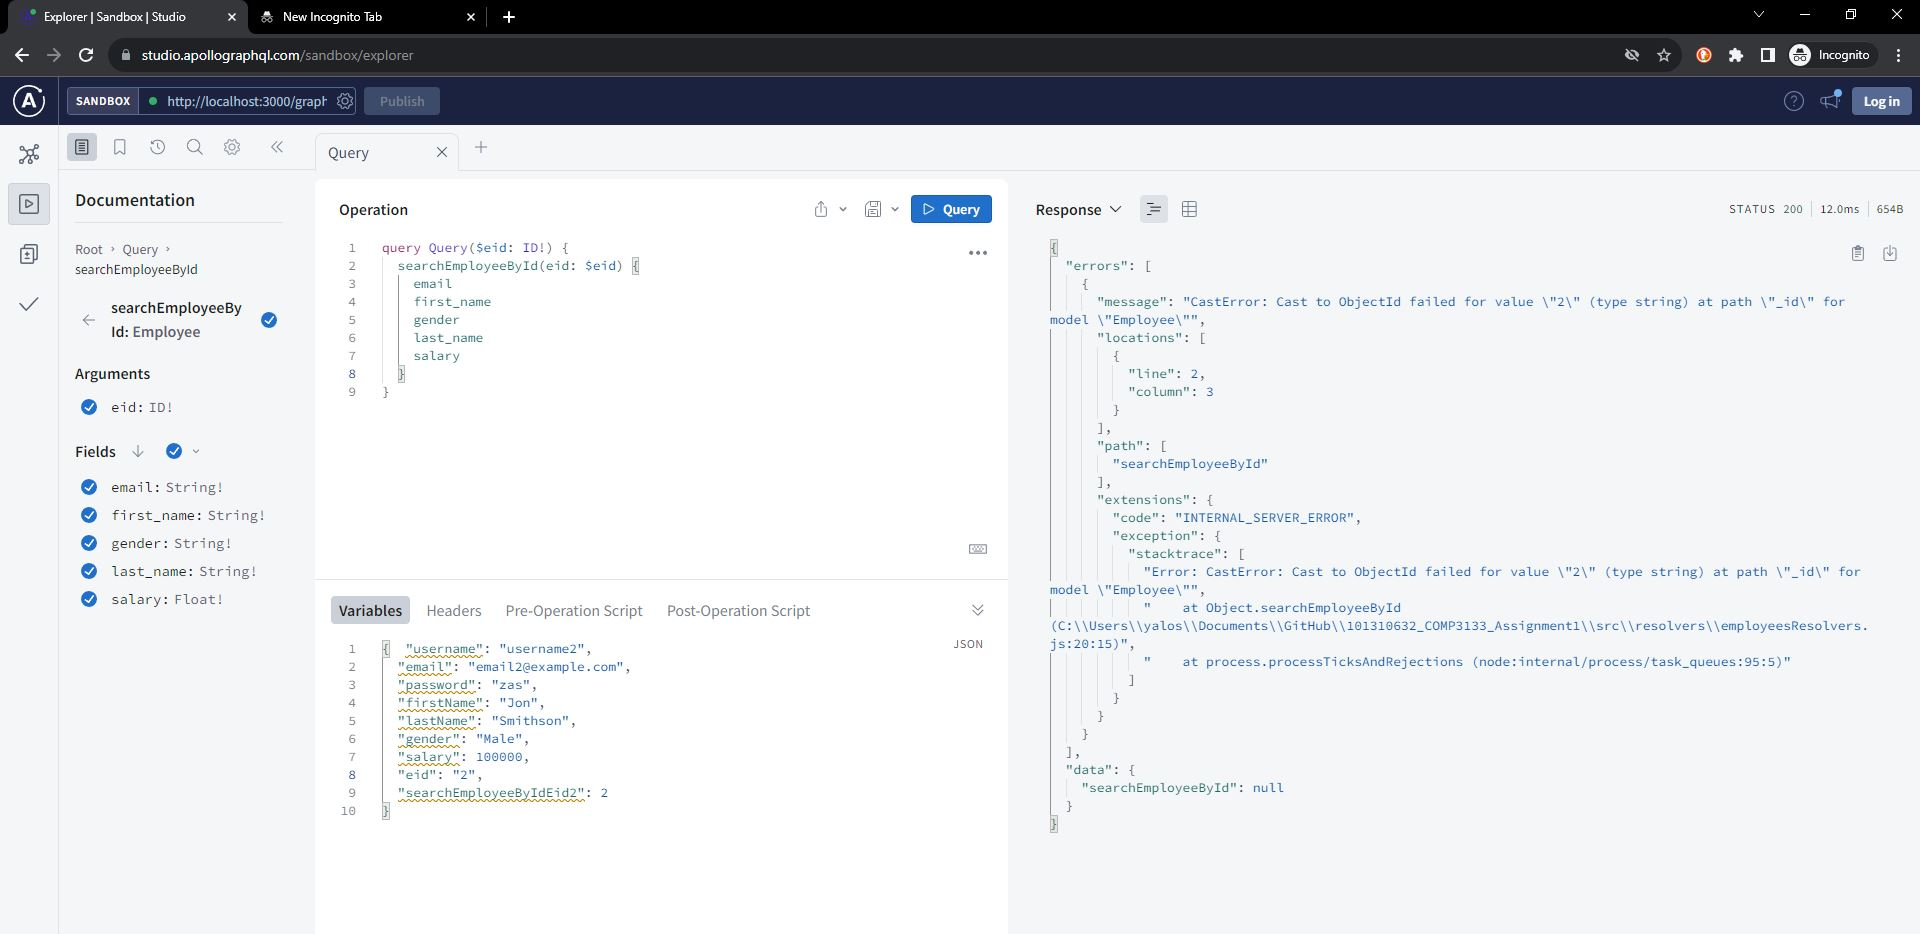 Explorer | Sandbox | Studio
New Incognito Tab
studio.apollographql.com/sandbox/explorer
Incognito
A
SANDBOX
http://localhost:3000/graph
Publish
Log in
Query
Documentation
Root › Query ›
searchEmployeeById
searchEmployeeBy
Id: Employee
Arguments
eid: ID!
Fields
email: String!
first_name: String!
gender: String!
last_name: String!
salary: Float!
Operation
Query
1 query Query($eid: ID!) {
2 searchEmployeeById(eid: $eid) {
3 email
4 first_name
5 gender
6 last_name
7 salary
8 }
9 }
Variables Headers Pre-Operation Script Post-Operation Script
JSON
1 { "username": "username2",
2 "email": "email2@example.com",
3 "password": "zas",
4 "firstName": "Jon",
5 "lastName": "Smithson",
6 "gender": "Male",
7 "salary": 100000,
8 "eid": "2",
9 "searchEmployeeByIdEid2": 2
10 }
Response
STATUS 200 12.0ms 654B
{
"errors": [
{
"message": "CastError: Cast to ObjectId failed for value \"2\" (type string) at path \"_id\" for
model \"Employee\"",
"locations": [
{
"line": 2,
"column": 3
}
],
"path": [
"searchEmployeeById"
],
"extensions": {
"code": "INTERNAL_SERVER_ERROR",
"exception": {
"stacktrace": [
"Error: CastError: Cast to ObjectId failed for value \"2\" (type string) at path \"_id\" for
model \"Employee\"",
" at Object.searchEmployeeById
(C:\\Users\\yalos\\Documents\\GitHub\\101310632_COMP3133_Assignment1\\src\\resolvers\\employeesResolvers.
js:20:15)",
" at process.processTicksAndRejections (node:internal/process/task_queues:95:5)"
]
}
}
}
],
"data": {
"searchEmployeeById": null
}
}